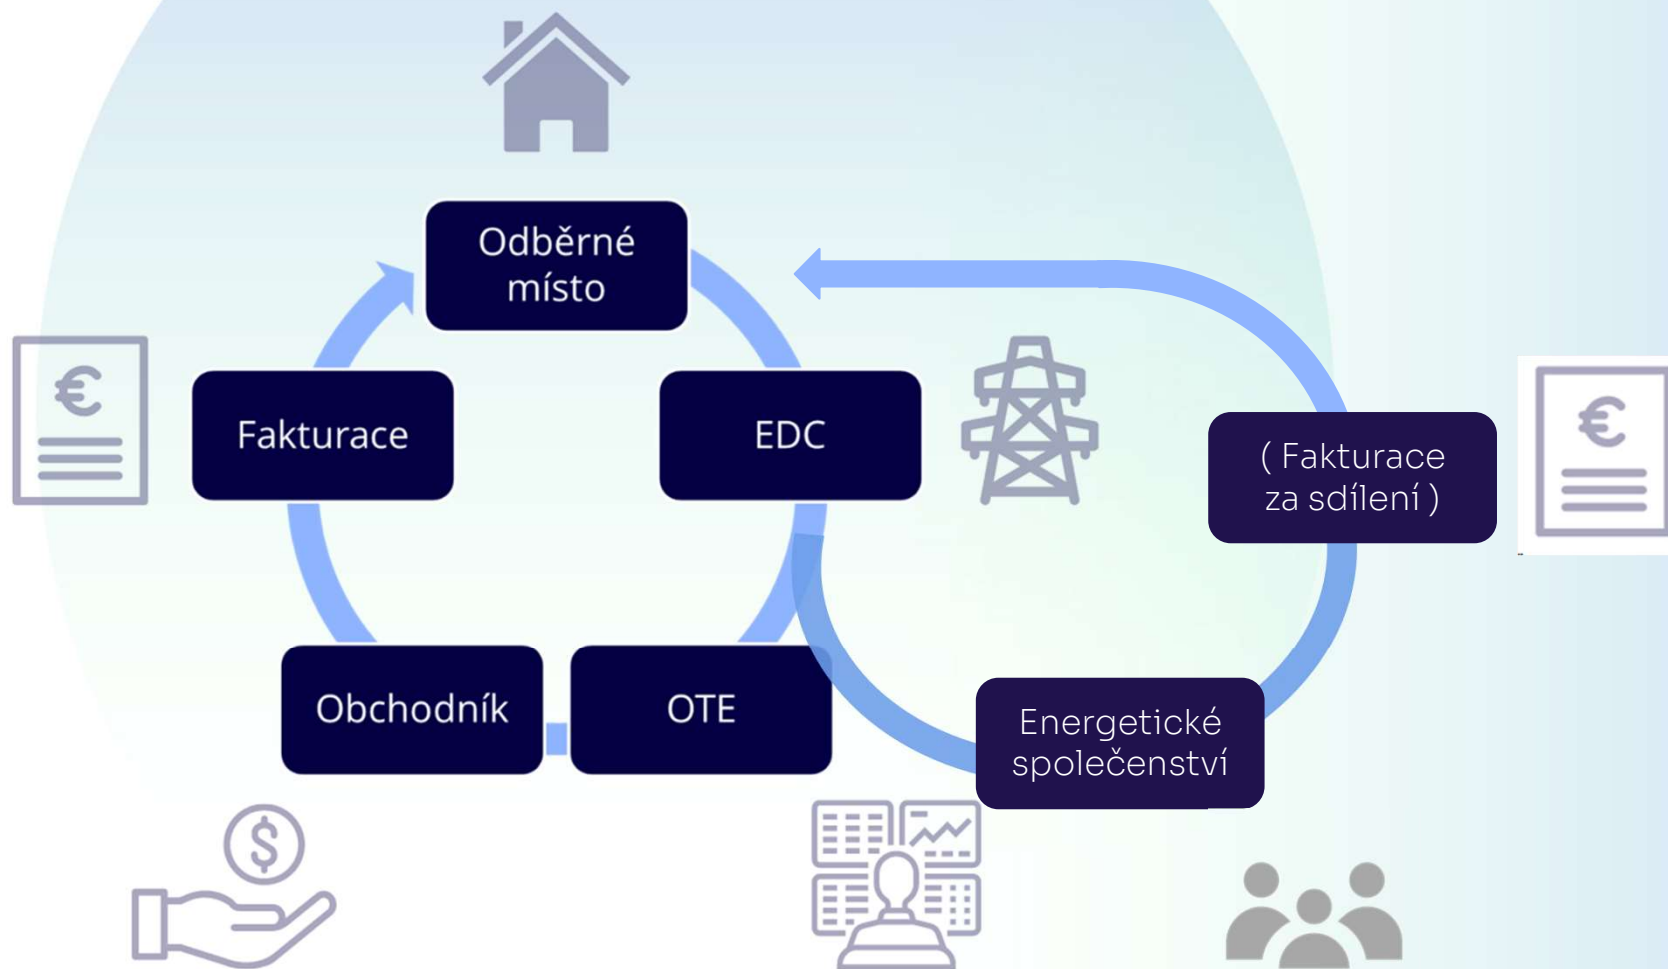 Odběrné
místo
Fakturace
EDC
( Fakturace
za sdílení )
€
€
Obchodník
OTE
Energetické
společenství
$